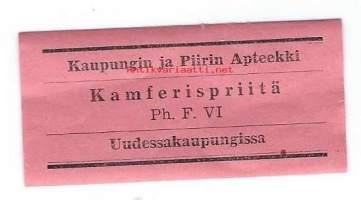 Kaupungin ja Piirin Apteekki
antikvariaatti.net
Kamferispriitä
Ph. F. VI
Uudessakaupungissa